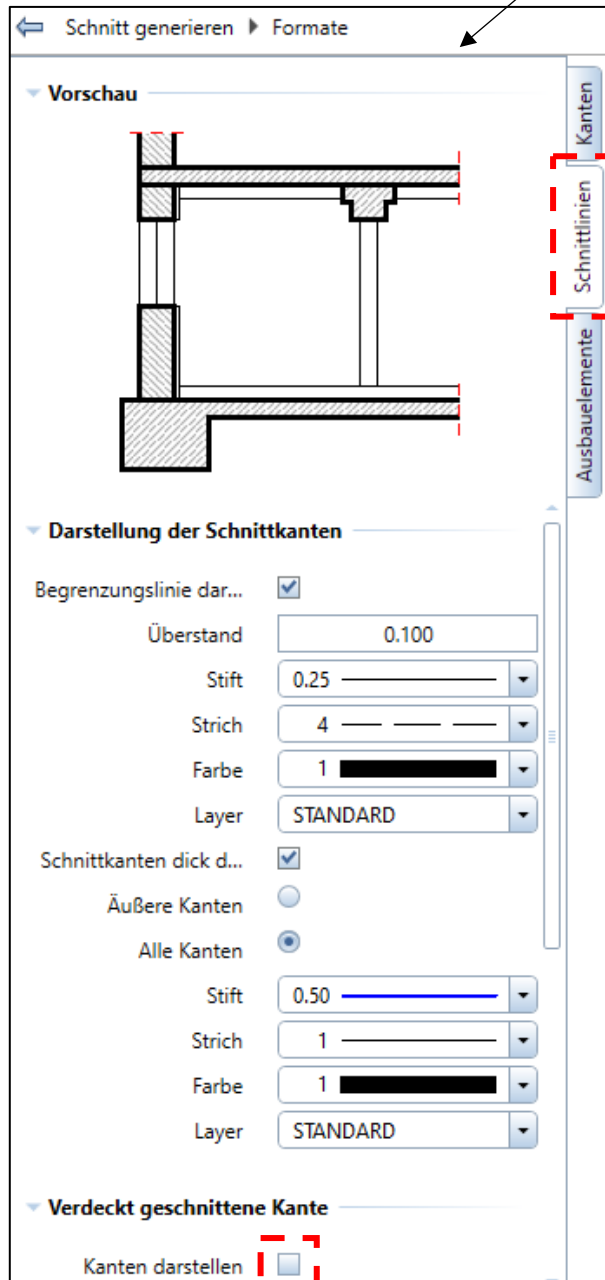 Schnitt generieren Formate
Vorschau
Kanten
Schnittlinien
Ausbauelemente
Darstellung der Schnittkanten
Begrenzungslinie dar...
Überstand 0.100
Stift 0.25
Strich 4
Farbe 1
Layer STANDARD
Schnittkanten dick d...
Äußere Kanten
Alle Kanten
Stift 0.50
Strich 1
Farbe 1
Layer STANDARD
Verdeckt geschnittene Kante
Kanten darstellen